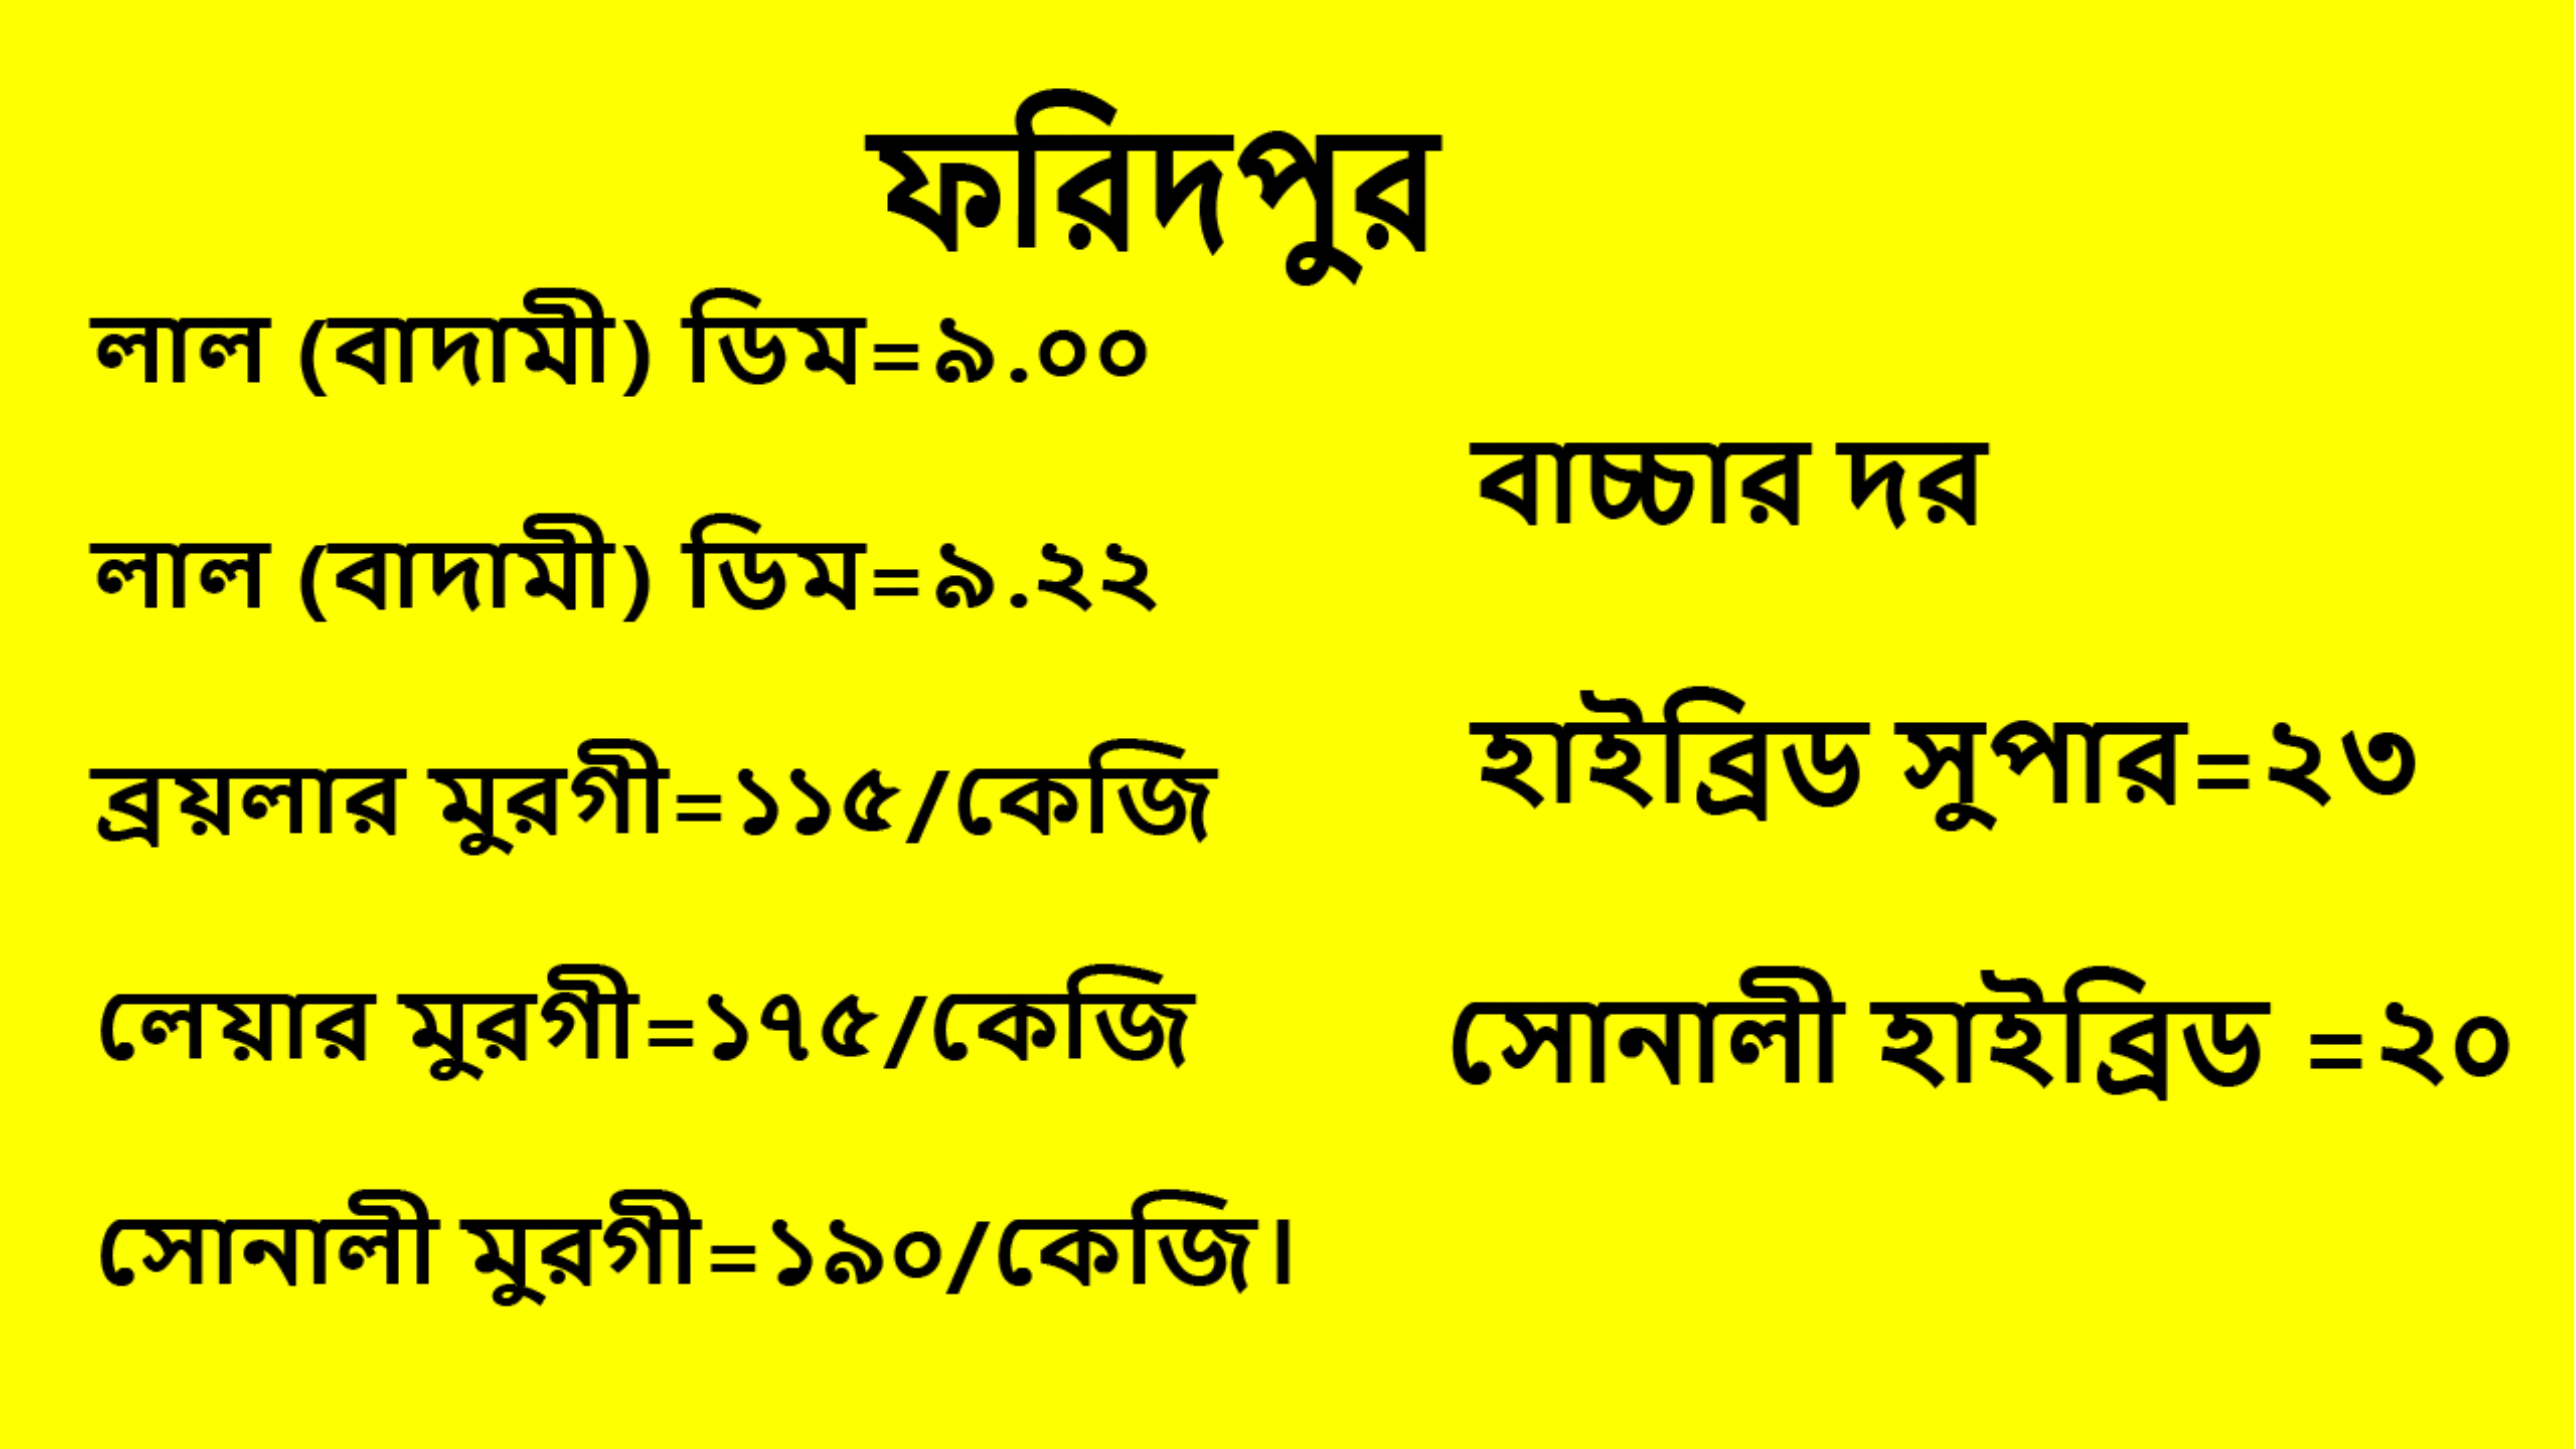 ফরিদপুর
লাল (বাদামী) ডিম=৯.০০
লাল (বাদামী) ডিম=৯.২২
ব্রয়লার মুরগী=১১৫/কেজি
লেয়ার মুরগী=১৭৫/কেজি
সোনালী মুরগী=১৯০/কেজি।
বাচ্চার দর
হাইব্রিড সুপার=২৩
সোনালী হাইব্রিড =২০